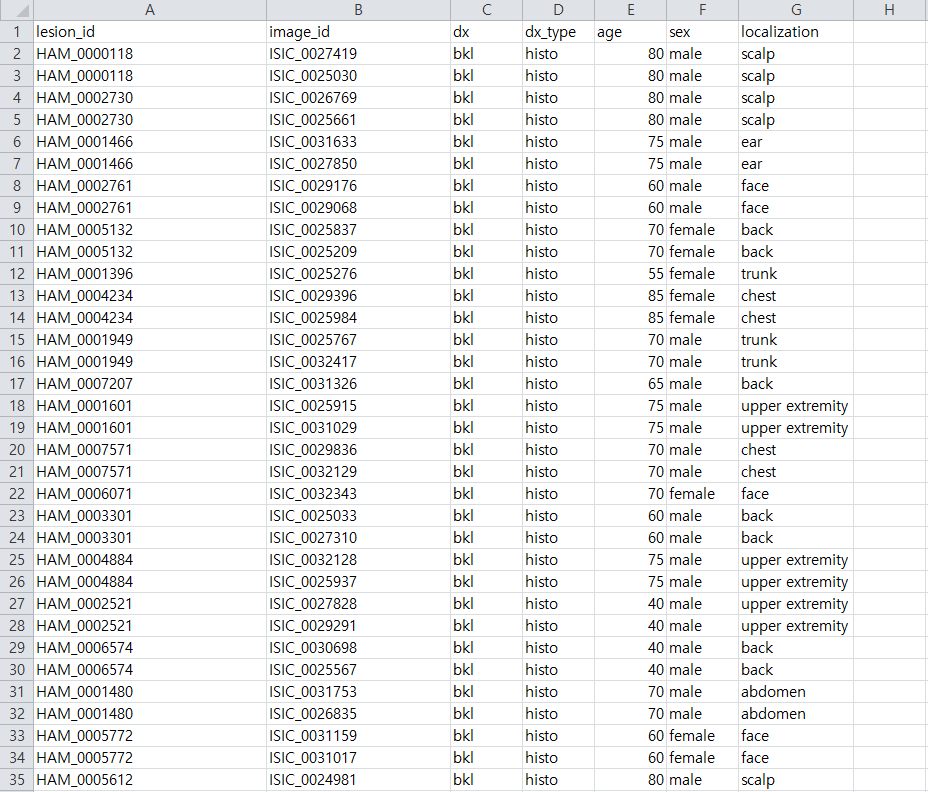 A B C D E F G H
1 lesion_id image_id dx dx_type age sex localization
2 HAM_0000118 ISIC_0027419 bkl histo 80 male scalp
3 HAM_0000118 ISIC_0025030 bkl histo 80 male scalp
4 HAM_0002730 ISIC_0026769 bkl histo 80 male scalp
5 HAM_0002730 ISIC_0025661 bkl histo 80 male scalp
6 HAM_0001466 ISIC_0031633 bkl histo 75 male ear
7 HAM_0001466 ISIC_0027850 bkl histo 75 male ear
8 HAM_0002761 ISIC_0029176 bkl histo 60 male face
9 HAM_0002761 ISIC_0029068 bkl histo 60 male face
10 HAM_0005132 ISIC_0025837 bkl histo 70 female back
11 HAM_0005132 ISIC_0025209 bkl histo 70 female back
12 HAM_0001396 ISIC_0025276 bkl histo 55 female trunk
13 HAM_0004234 ISIC_0029396 bkl histo 85 female chest
14 HAM_0004234 ISIC_0025984 bkl histo 85 female chest
15 HAM_0001949 ISIC_0025767 bkl histo 70 male trunk
16 HAM_0001949 ISIC_0032417 bkl histo 70 male trunk
17 HAM_0007207 ISIC_0031326 bkl histo 65 male back
18 HAM_0001601 ISIC_0025915 bkl histo 75 male upper extremity
19 HAM_0001601 ISIC_0031029 bkl histo 75 male upper extremity
20 HAM_0007571 ISIC_0029836 bkl histo 70 male chest
21 HAM_0007571 ISIC_0032129 bkl histo 70 male chest
22 HAM_0006071 ISIC_0032343 bkl histo 70 female face
23 HAM_0003301 ISIC_0025033 bkl histo 60 male back
24 HAM_0003301 ISIC_0027310 bkl histo 60 male back
25 HAM_0004884 ISIC_0032128 bkl histo 75 male upper extremity
26 HAM_0004884 ISIC_0025937 bkl histo 75 male upper extremity
27 HAM_0002521 ISIC_0027828 bkl histo 40 male upper extremity
28 HAM_0002521 ISIC_0029291 bkl histo 40 male upper extremity
29 HAM_0006574 ISIC_0030698 bkl histo 40 male back
30 HAM_0006574 ISIC_0025567 bkl histo 40 male back
31 HAM_0001480 ISIC_0031753 bkl histo 70 male abdomen
32 HAM_0001480 ISIC_0026835 bkl histo 70 male abdomen
33 HAM_0005772 ISIC_0031159 bkl histo 60 female face
34 HAM_0005772 ISIC_0031017 bkl histo 60 female face
35 HAM_0005612 ISIC_0024981 bkl histo 80 male scalp